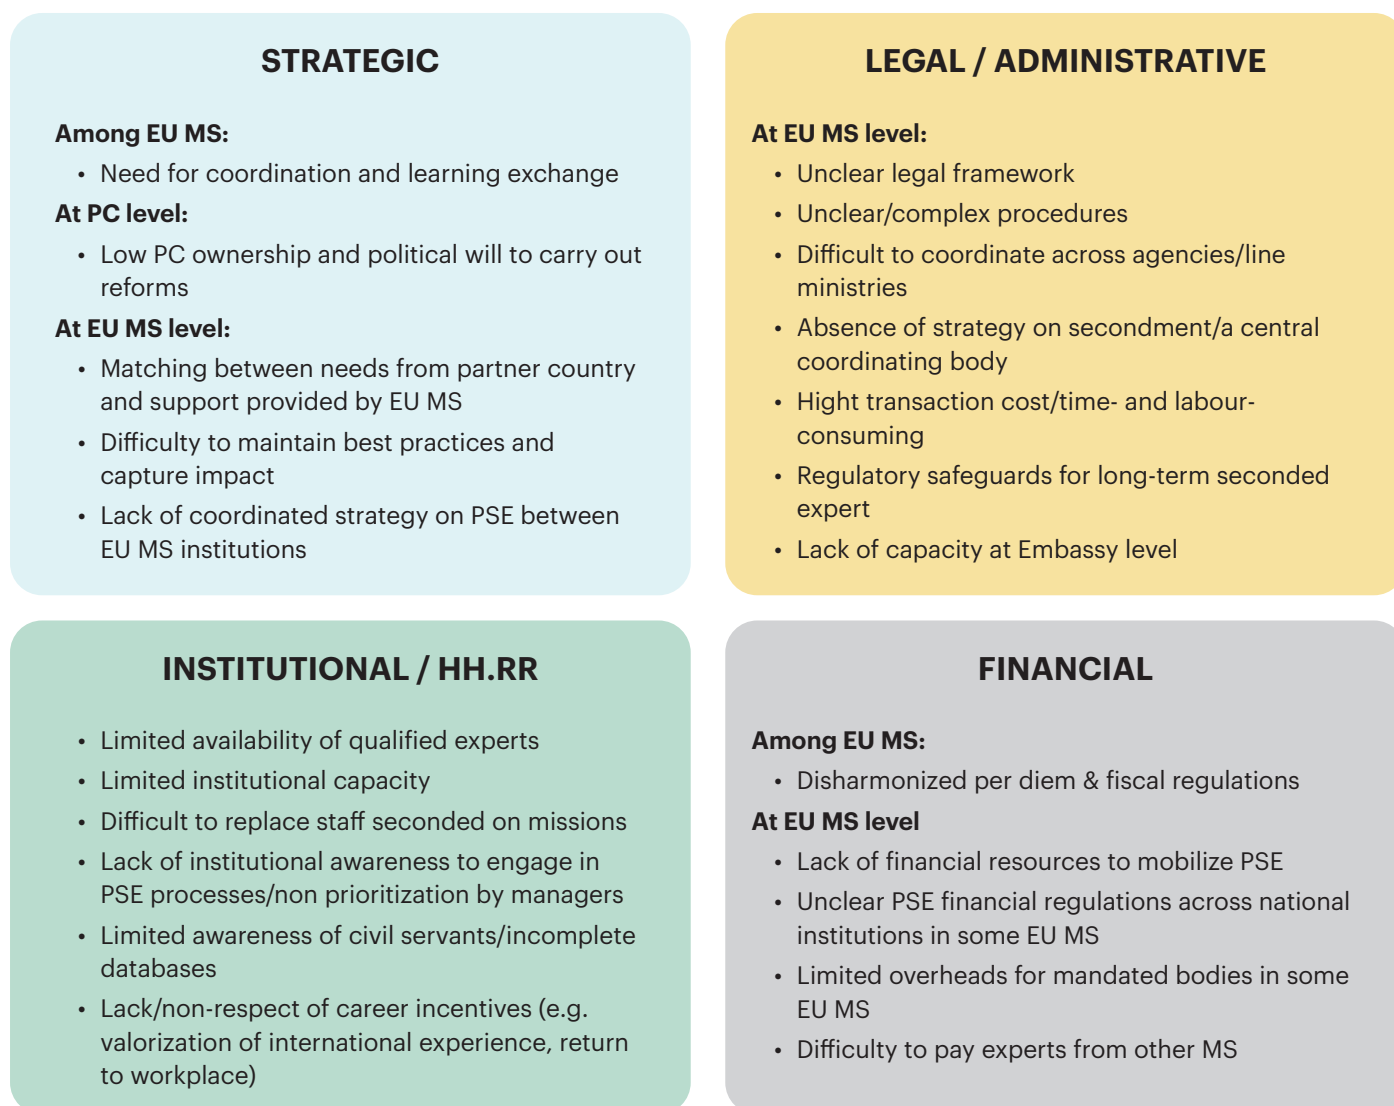 STRATEGIC
Among EU MS:
• Need for coordination and learning exchange
At PC level:
• Low PC ownership and political will to carry out
reforms
At EU MS level:
• Matching between needs from partner country
and support provided by EU MS
• Difficulty to maintain best practices and
capture impact
• Lack of coordinated strategy on PSE between
EU MS institutions
LEGAL / ADMINISTRATIVE
At EU MS level:
• Unclear legal framework
• Unclear/complex procedures
• Difficult to coordinate across agencies/line
ministries
• Absence of strategy on secondment/a central
coordinating body
• Hight transaction cost/time- and labour-
consuming
• Regulatory safeguards for long-term seconded
expert
• Lack of capacity at Embassy level
INSTITUTIONAL / HH.RR
• Limited availability of qualified experts
• Limited institutional capacity
• Difficult to replace staff seconded on missions
• Lack of institutional awareness to engage in
PSE processes/non prioritization by managers
• Limited awareness of civil servants/incomplete
databases
• Lack/non-respect of career incentives (e.g.
valorization of international experience, return
to workplace)
FINANCIAL
Among EU MS:
• Disharmonized per diem & fiscal regulations
At EU MS level
• Lack of financial resources to mobilize PSE
• Unclear PSE financial regulations across national
institutions in some EU MS
• Limited overheads for mandated bodies in some
EU MS
• Difficulty to pay experts from other MS